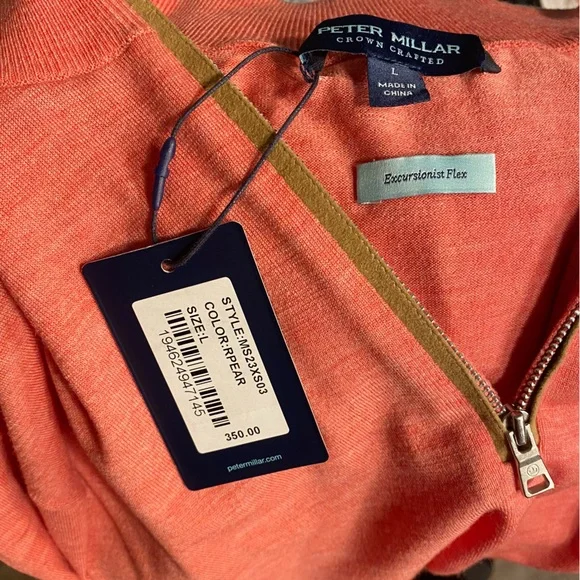 PETER MILLAR
CROWN CRAFTED
L
MADE IN
CHINA
Excursionist Flex
STYLE:MS23XS03
COLOR:RPEAR
SIZE:L
194624947145
350.00
petermillar.com